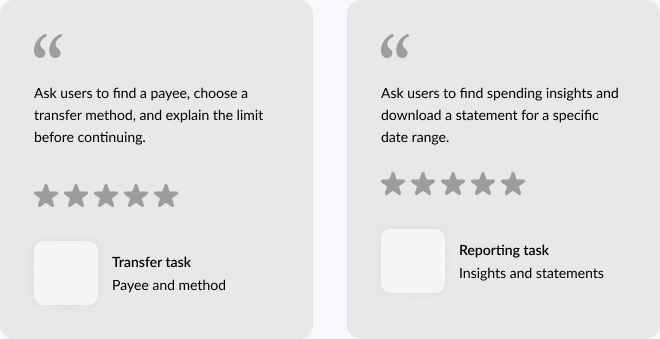 “
Ask users to find a payee, choose a
transfer method, and explain the limit
before continuing.
Transfer task
Payee and method
“
Ask users to find spending insights and
download a statement for a specific
date range.
Reporting task
Insights and statements